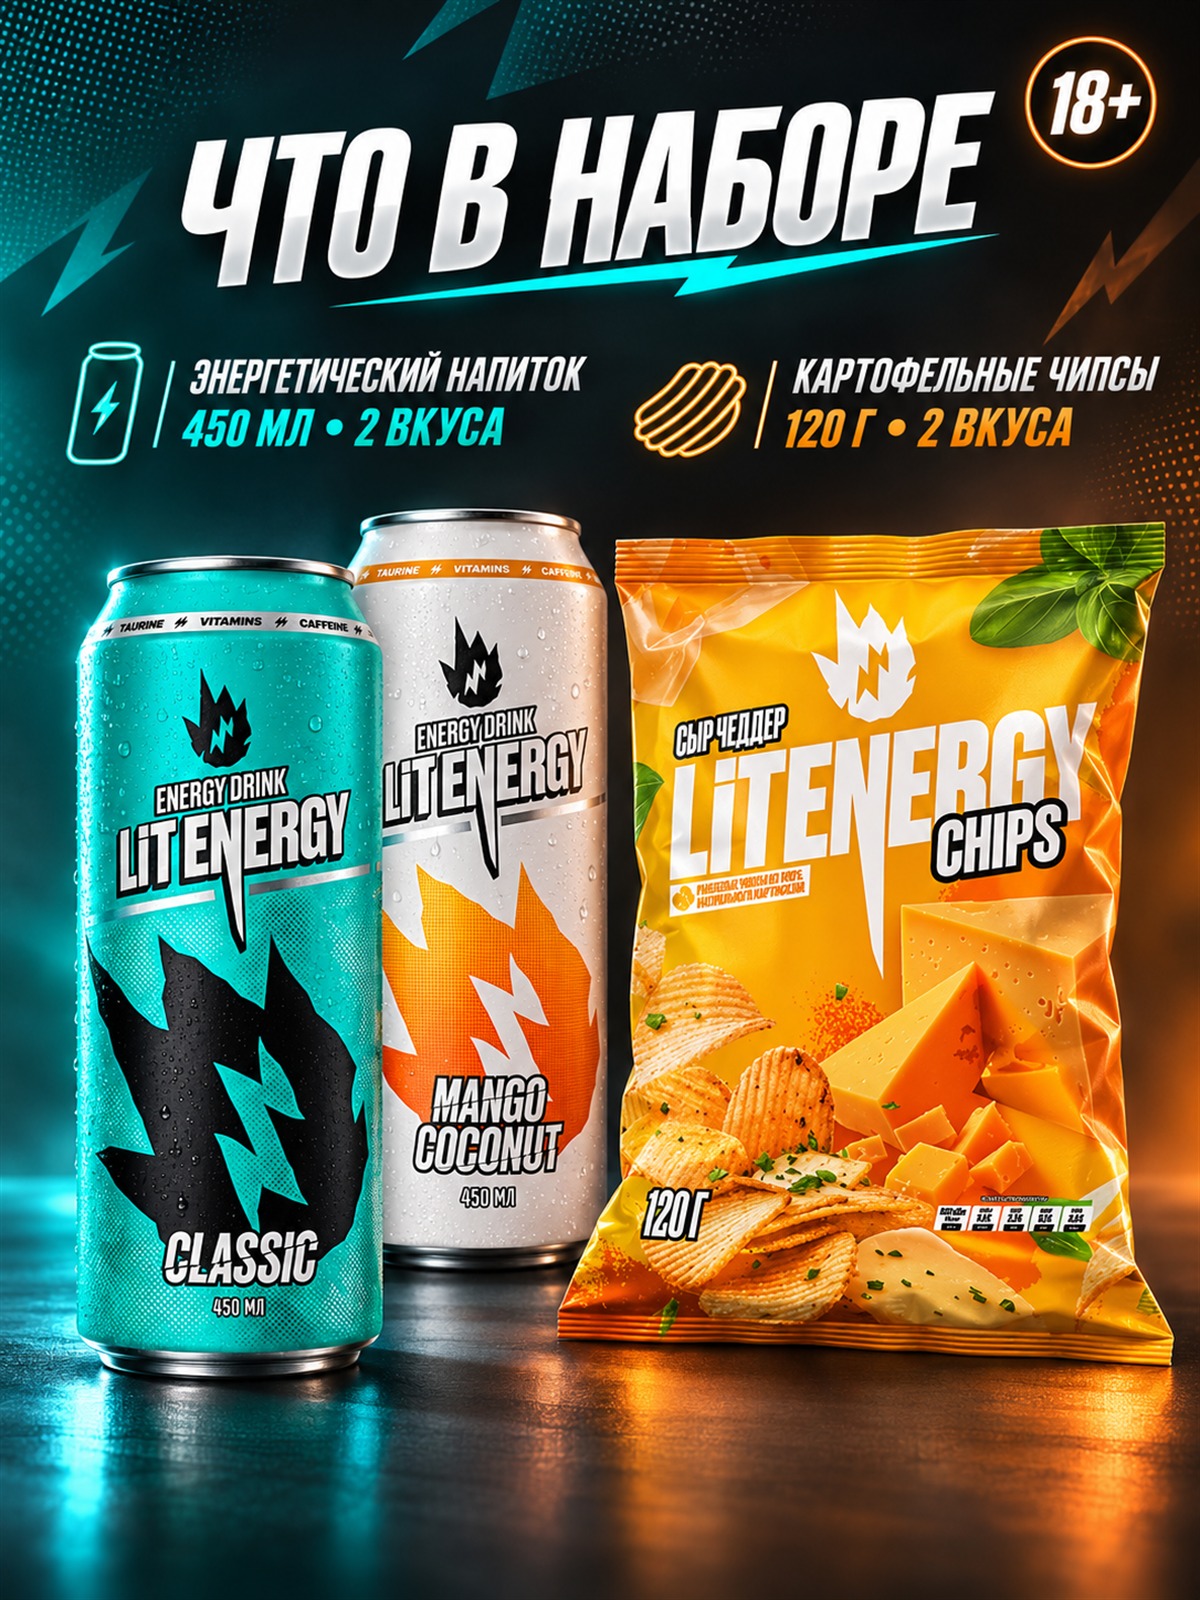 18+
ЧТО В НАБОРЕ
ЭНЕРГЕТИЧЕСКИЙ НАПИТОК
450 МЛ • 2 ВКУСА
КАРТОФЕЛЬНЫЕ ЧИПСЫ
120 Г • 2 ВКУСА
TAURINE VITAMINS CAFFEINE
ENERGY DRINK
LiT ENERGY
CLASSIC
450 МЛ
TAURINE VITAMINS CAFFEINE
ENERGY DRINK
LiT ENERGY
MANGO
COCONUT
450 МЛ
СЫР ЧЕДДЕР
LiTENERGY
CHIPS
120 Г